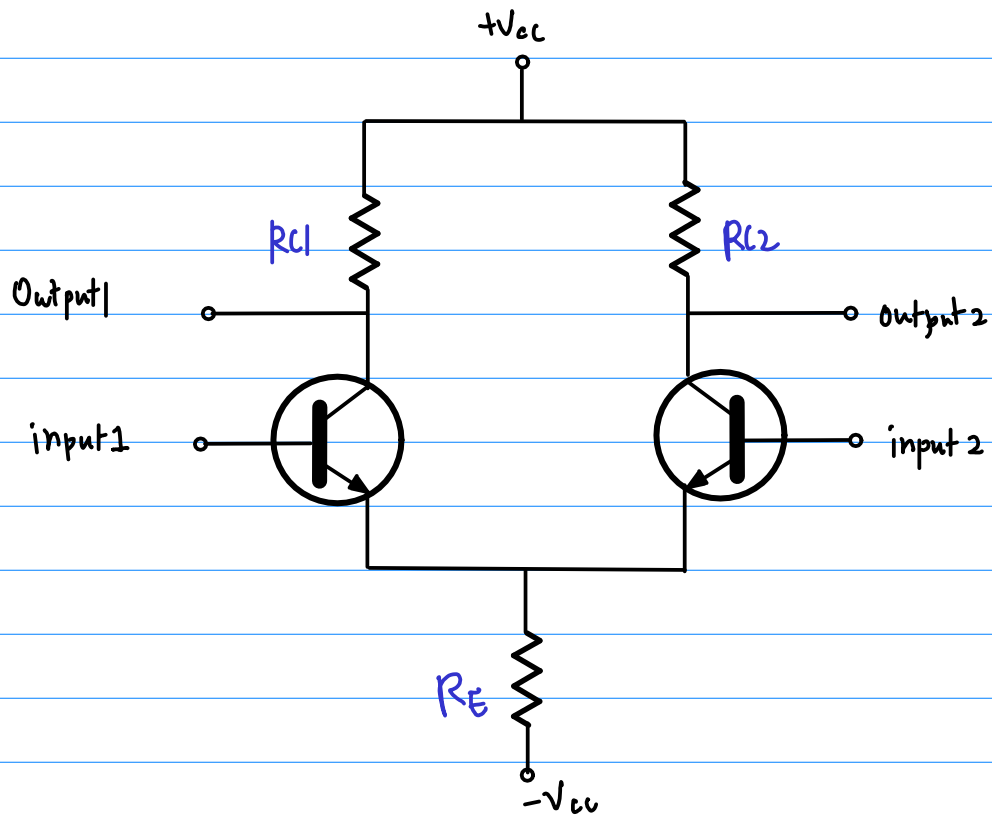 +Vcc
RC1
RC2
Output1
output2
input1
input2
RE
-Vcc